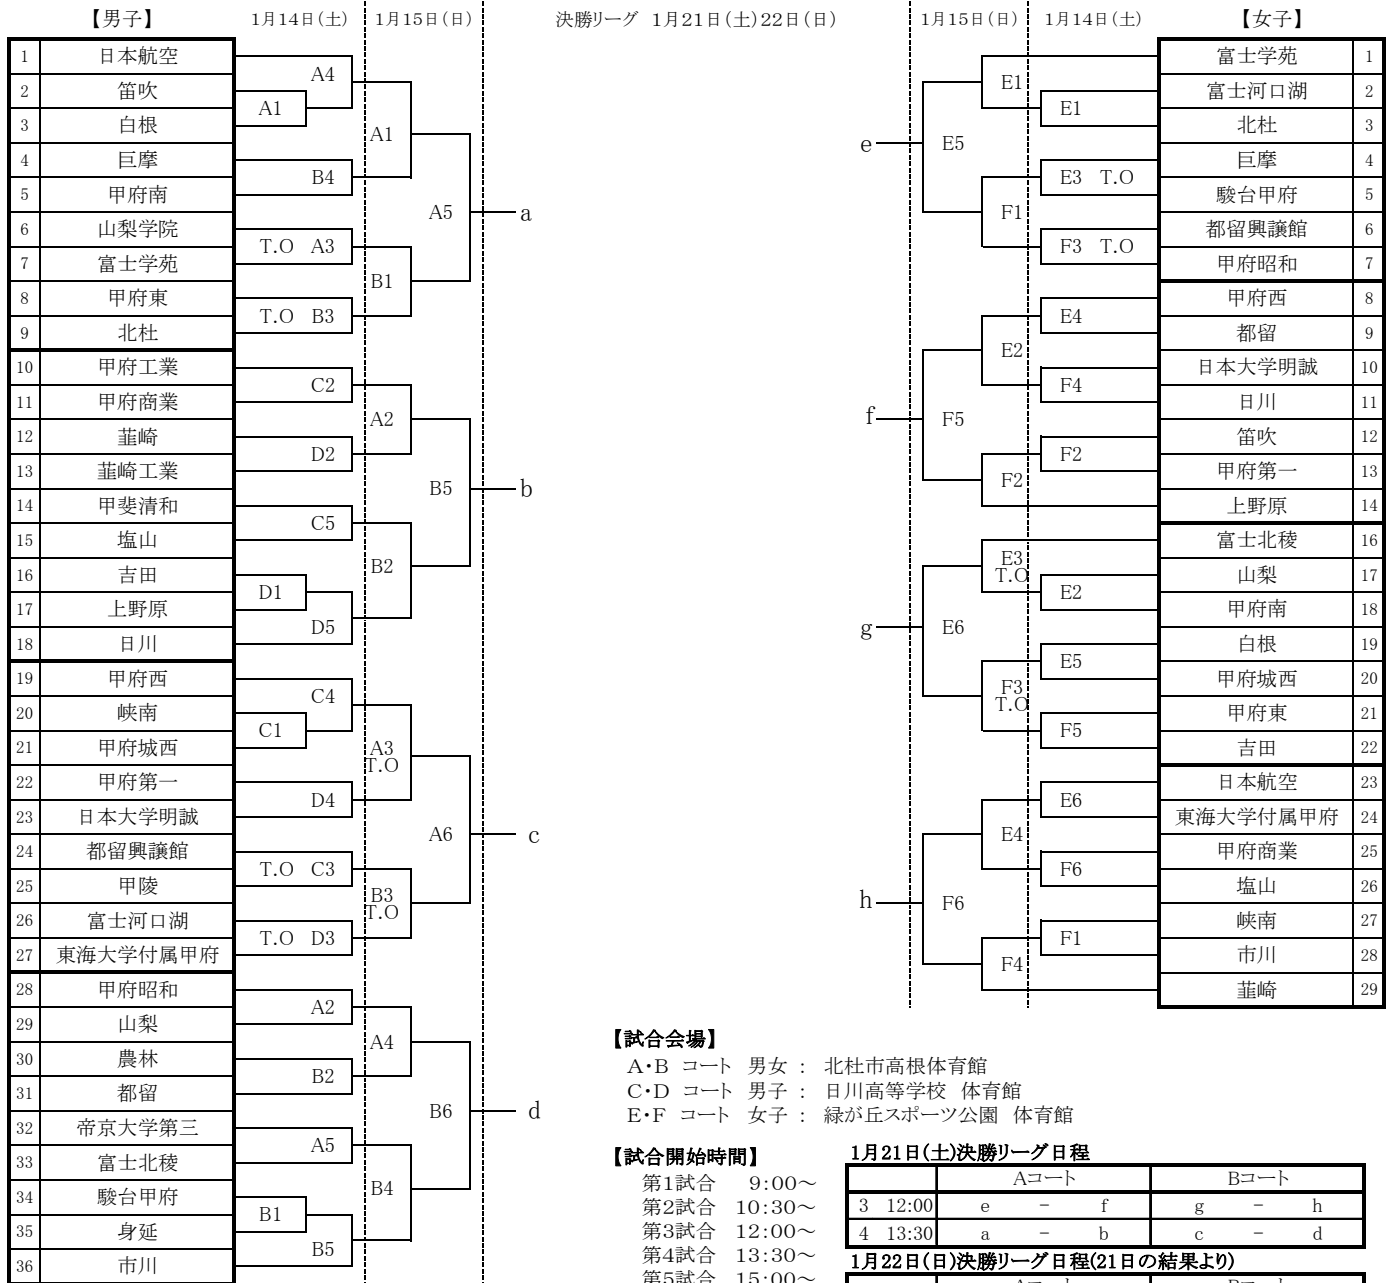 【男子】 1月14日(土) 1月15日(日) 決勝リーグ 1月21日(土)22日(日) 1月15日(日) 1月14日(土) 【女子】
1 日本航空
2 笛吹
3 白根
4 巨摩
5 甲府南
6 山梨学院
7 富士学苑
8 甲府東
9 北杜
10 甲府工業
11 甲府商業
12 韮崎
13 韮崎工業
14 甲斐清和
15 塩山
16 吉田
17 上野原
18 日川
19 甲府西
20 峡南
21 甲府城西
22 甲府第一
23 日本大学明誠
24 都留興譲館
25 甲陵
26 富士河口湖
27 東海大学付属甲府
28 甲府昭和
29 山梨
30 農林
31 都留
32 帝京大学第三
33 富士北稜
34 駿台甲府
35 身延
36 市川
A4
A1
B4
T.O A3
T.O B3
C2
D2
C5
D1
D5
C4
C1
D4
T.O C3
T.O D3
A2
B2
A5
B1
B5
A1
B1
A2
B2
A3
T.O
B3
T.O
A4
B4
A5
B5
A6
B6
a
b
c
d
e
f
g
h
E5
F5
E6
F6
E1
F1
E2
F2
E3
T.O
F3
T.O
E4
F4
E1
E3 T.O
F3 T.O
E4
F4
F2
E2
E5
F5
E6
F6
F1
富士学苑 1
富士河口湖 2
北杜 3
巨摩 4
駿台甲府 5
都留興譲館 6
甲府昭和 7
甲府西 8
都留 9
日本大学明誠 10
日川 11
笛吹 12
甲府第一 13
上野原 14
富士北稜 16
山梨 17
甲府南 18
白根 19
甲府城西 20
甲府東 21
吉田 22
日本航空 23
東海大学付属甲府 24
甲府商業 25
塩山 26
峡南 27
市川 28
韮崎 29
【試合会場】
A・B コート 男女 : 北杜市高根体育館
C・D コート 男子 : 日川高等学校 体育館
E・F コート 女子 : 緑が丘スポーツ公園 体育館
【試合開始時間】
第1試合 9:00～
第2試合 10:30～
第3試合 12:00～
第4試合 13:30～
第5試合 15:00～
1月21日(土)決勝リーグ日程
Aコート Bコート
3 12:00 e － f g － h
4 13:30 a － b c － d
1月22日(日)決勝リーグ日程(21日の結果より)
Aコート Bコート